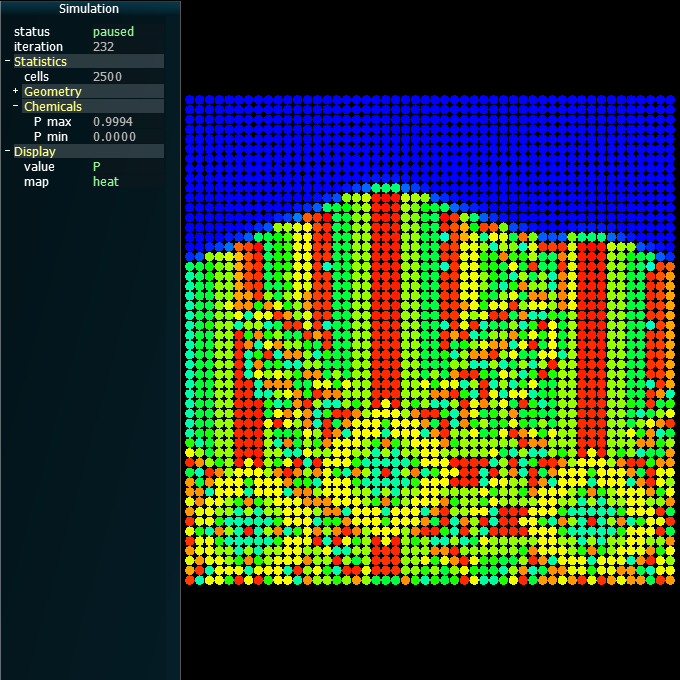 Simulation
status paused
iteration 232
- Statistics
cells 2500
+ Geometry
- Chemicals
P max 0.9994
P min 0.0000
- Display
value P
map heat